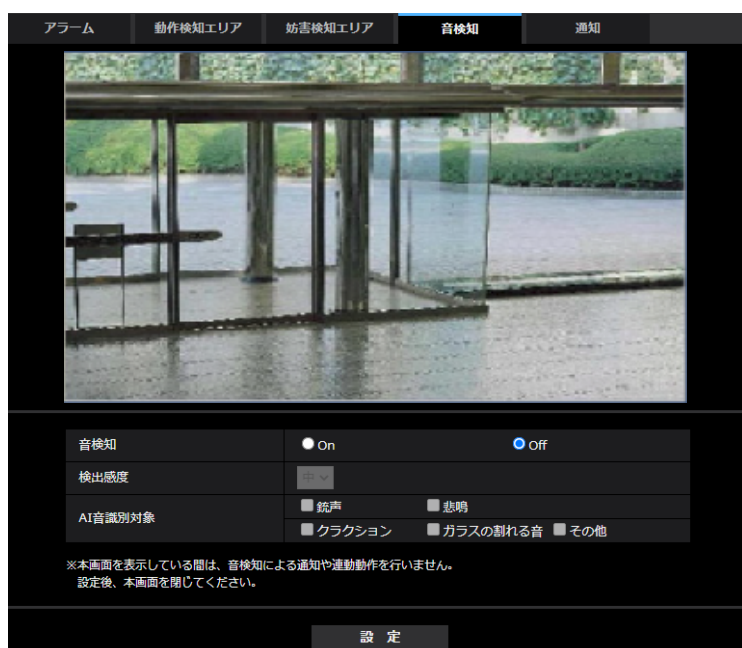 アラーム 動作検知エリア 妨害検知エリア 音検知 通知
音検知 On Off
検出感度 中
AI音識別対象 銃声 悲鳴
クラクション ガラスの割れる音 その他
※本画面を表示している間は、音検知による通知や連動動作を行いません。
設定後、本画面を閉じてください。
設 定